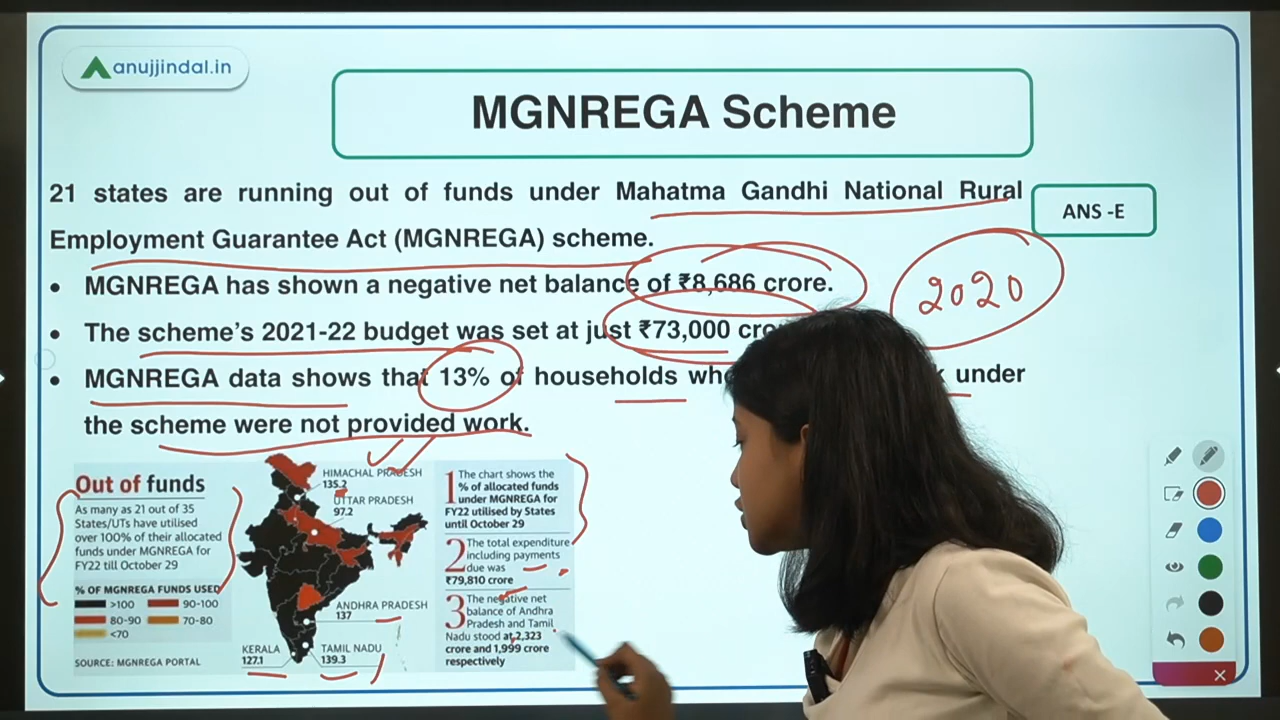 anujjindal.in
MGNREGA Scheme
21 states are running out of funds under Mahatma Gandhi National Rural
Employment Guarantee Act (MGNREGA) scheme.
ANS -E
• MGNREGA has shown a negative net balance of ₹8,686 crore.
2020
• The scheme's 2021-22 budget was set at just ₹73,000
• MGNREGA data shows that 13% of households under
the scheme were not provided work.
Out of funds
As many as 21 out of 35
States/UTs have utilised
over 100% of their allocated
funds under MGNREGA for
FY22 till October 29
% OF MGNREGA FUNDS USED
>100 90-100
80-90 70-80
<70
SOURCE: MGNREGA PORTAL
HIMACHAL PRADESH
135.2
UTTAR PRADESH
97.2
ANDHRA PRADESH
137
KERALA
127.1
TAMIL NADU
139.3
1 The chart shows the
% of allocated funds
under MGNREGA for
FY22 utilised by States
until October 29
2 The total expenditure
including payments
due was
₹79,810 crore
3 The negative net
balance of Andhra
Pradesh and Tamil
Nadu stood at 2,323
crore and 1,999 crore
respectively